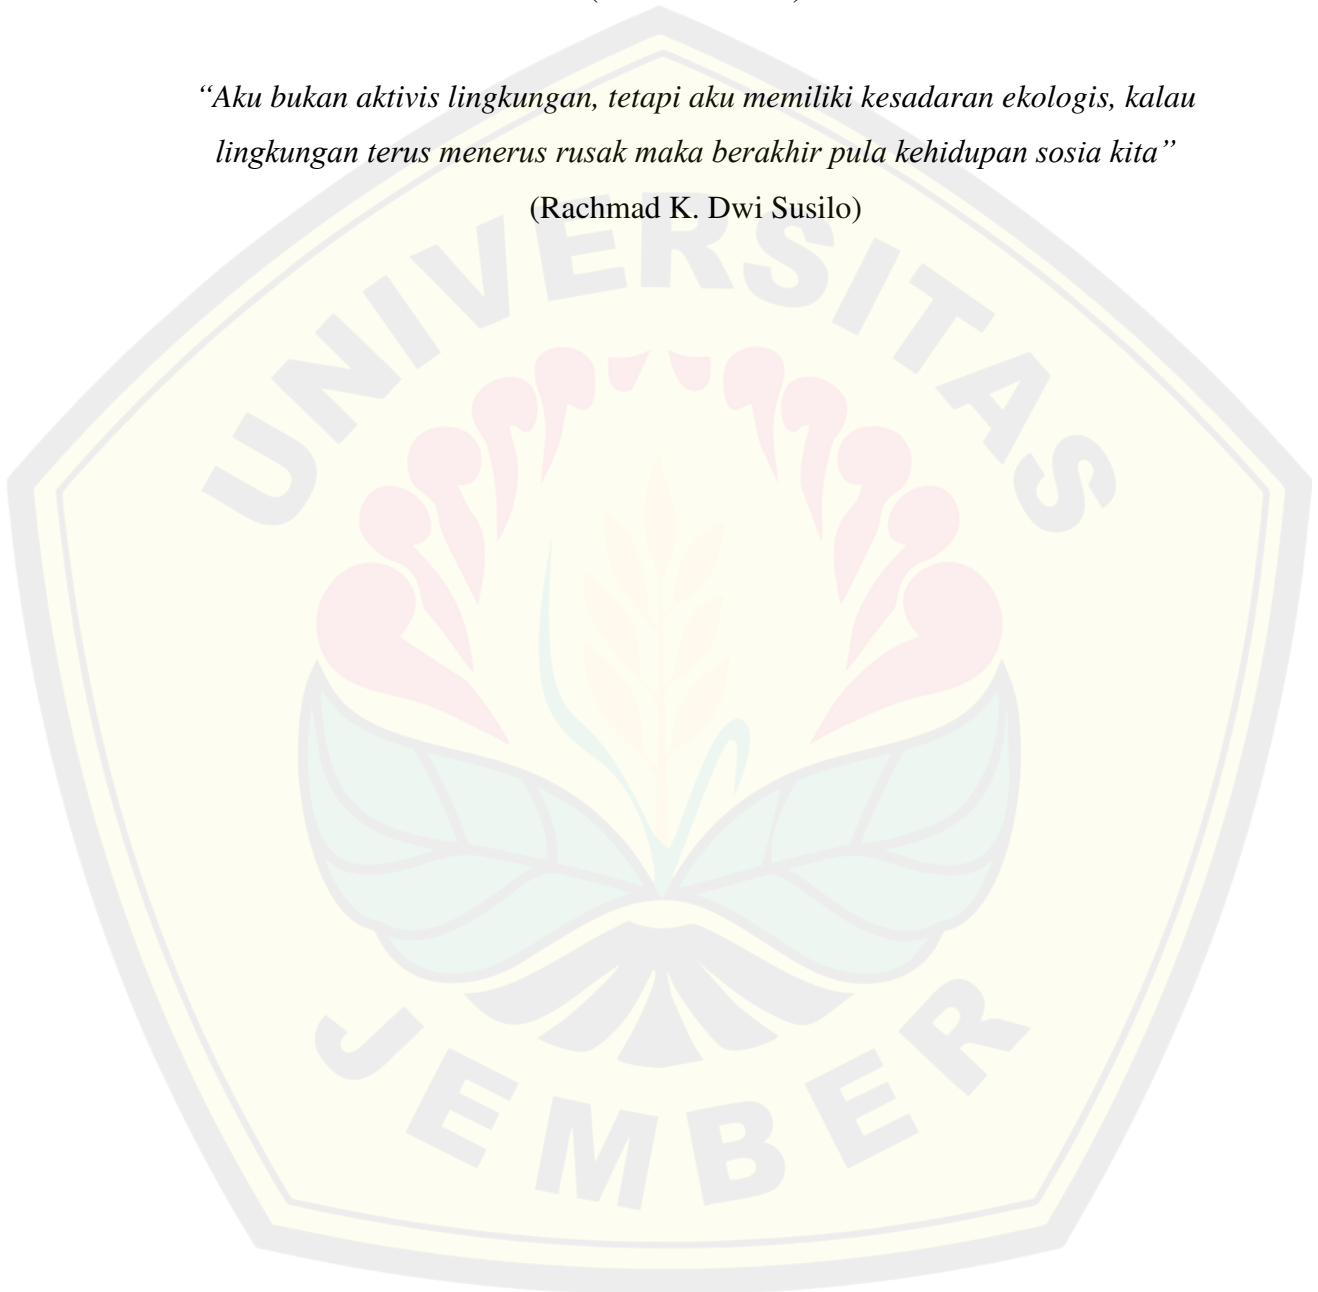 “Aku bukan aktivis lingkungan, tetapi aku memiliki kesadaran ekologis, kalau
lingkungan terus menerus rusak maka berakhir pula kehidupan sosia kita”
(Rachmad K. Dwi Susilo)
UNIVERSITAS
JEMBER